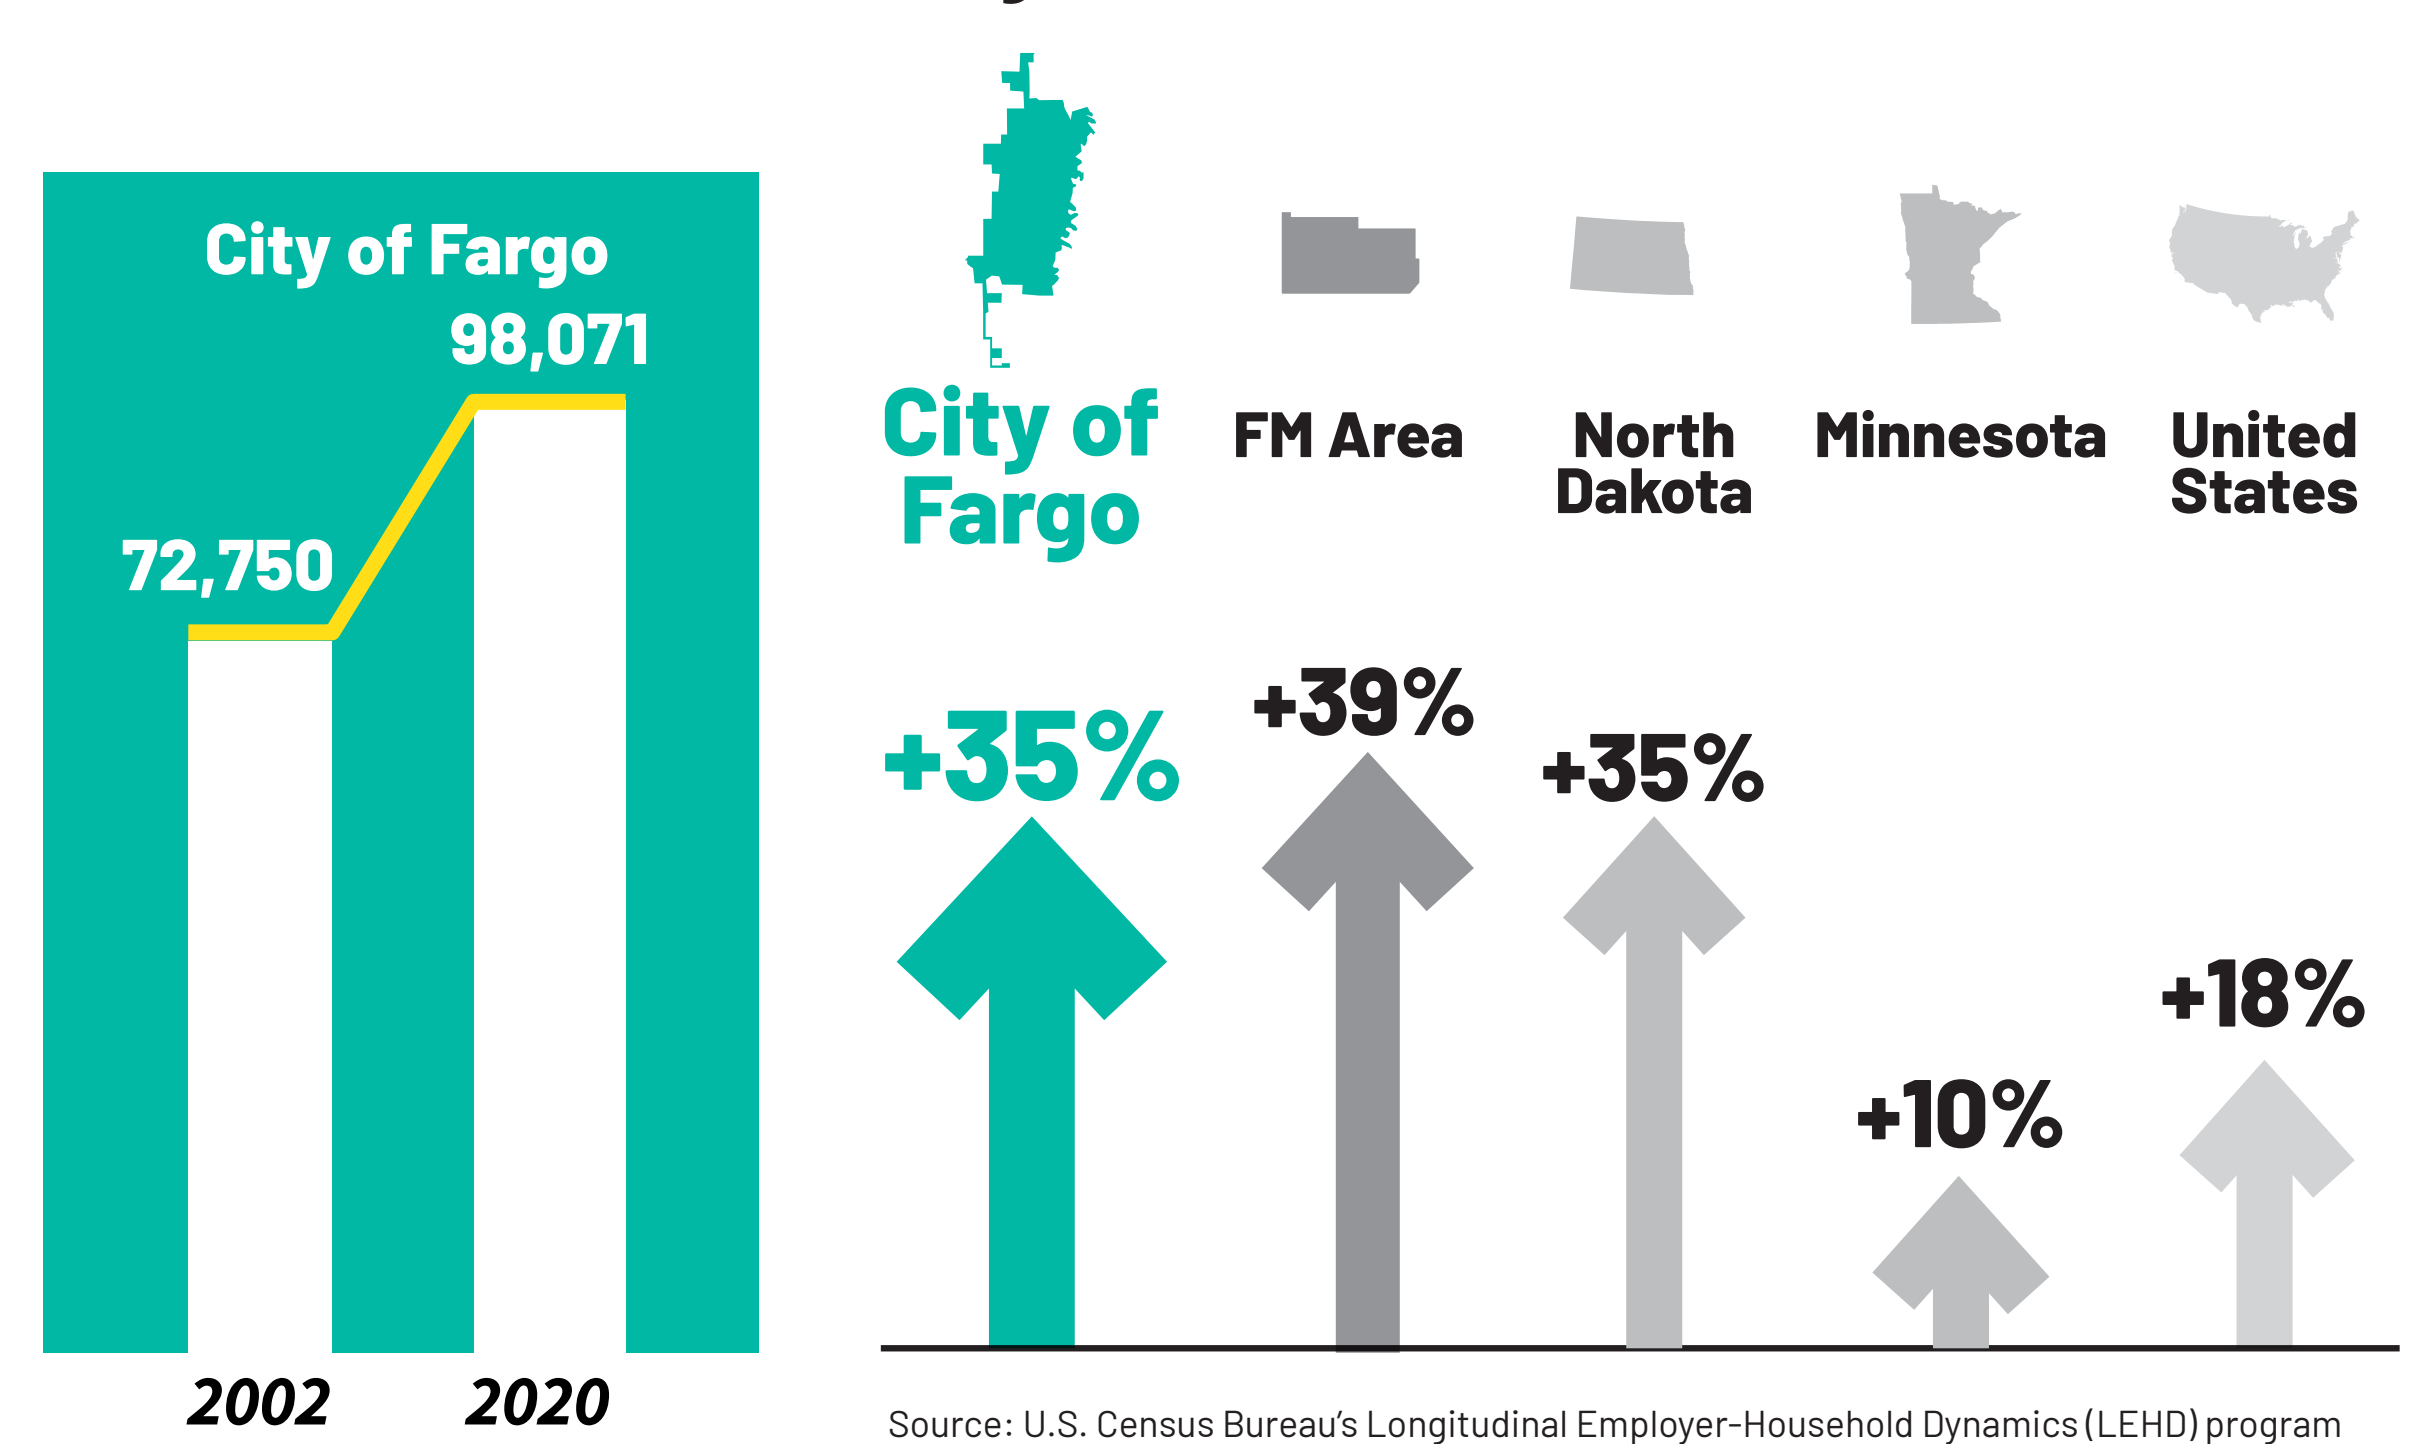 City of Fargo
98,071
72,750
2002
2020
City of
Fargo
FM Area
North
Dakota
Minnesota
United
States
+35%
+39%
+35%
+10%
+18%
Source: U.S. Census Bureau's Longitudinal Employer-Household Dynamics (LEHD) program